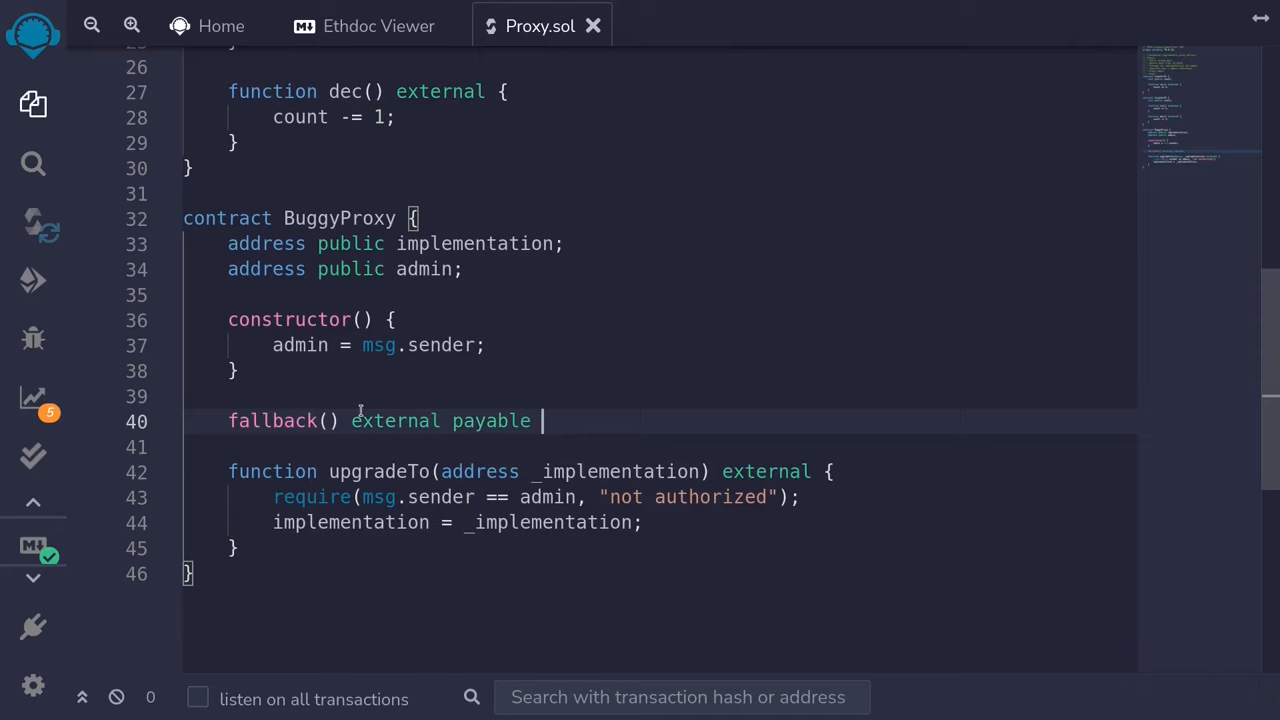 Home
Ethdoc Viewer
Proxy.sol
26
27 function dec() external {
28 count -= 1;
29 }
30 }
31
32 contract BuggyProxy {
33 address public implementation;
34 address public admin;
35
36 constructor() {
37 admin = msg.sender;
38 }
39
40 fallback() external payable
41
42 function upgradeTo(address _implementation) external {
43 require(msg.sender == admin, "not authorized");
44 implementation = _implementation;
45 }
46 }
5
0
listen on all transactions
Search with transaction hash or address